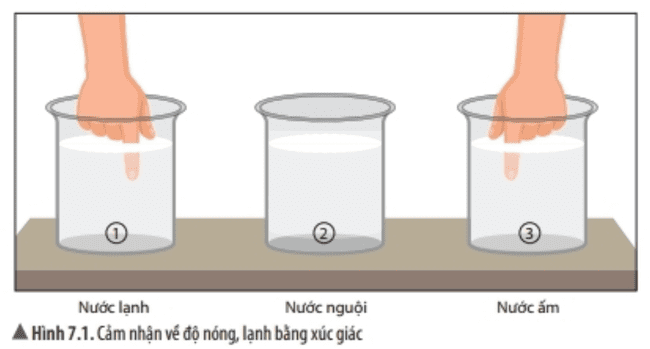 1
2
3
Nước lạnh
Nước nguội
Nước ấm
▲ Hình 7.1. Cảm nhận về độ nóng, lạnh bằng xúc giác